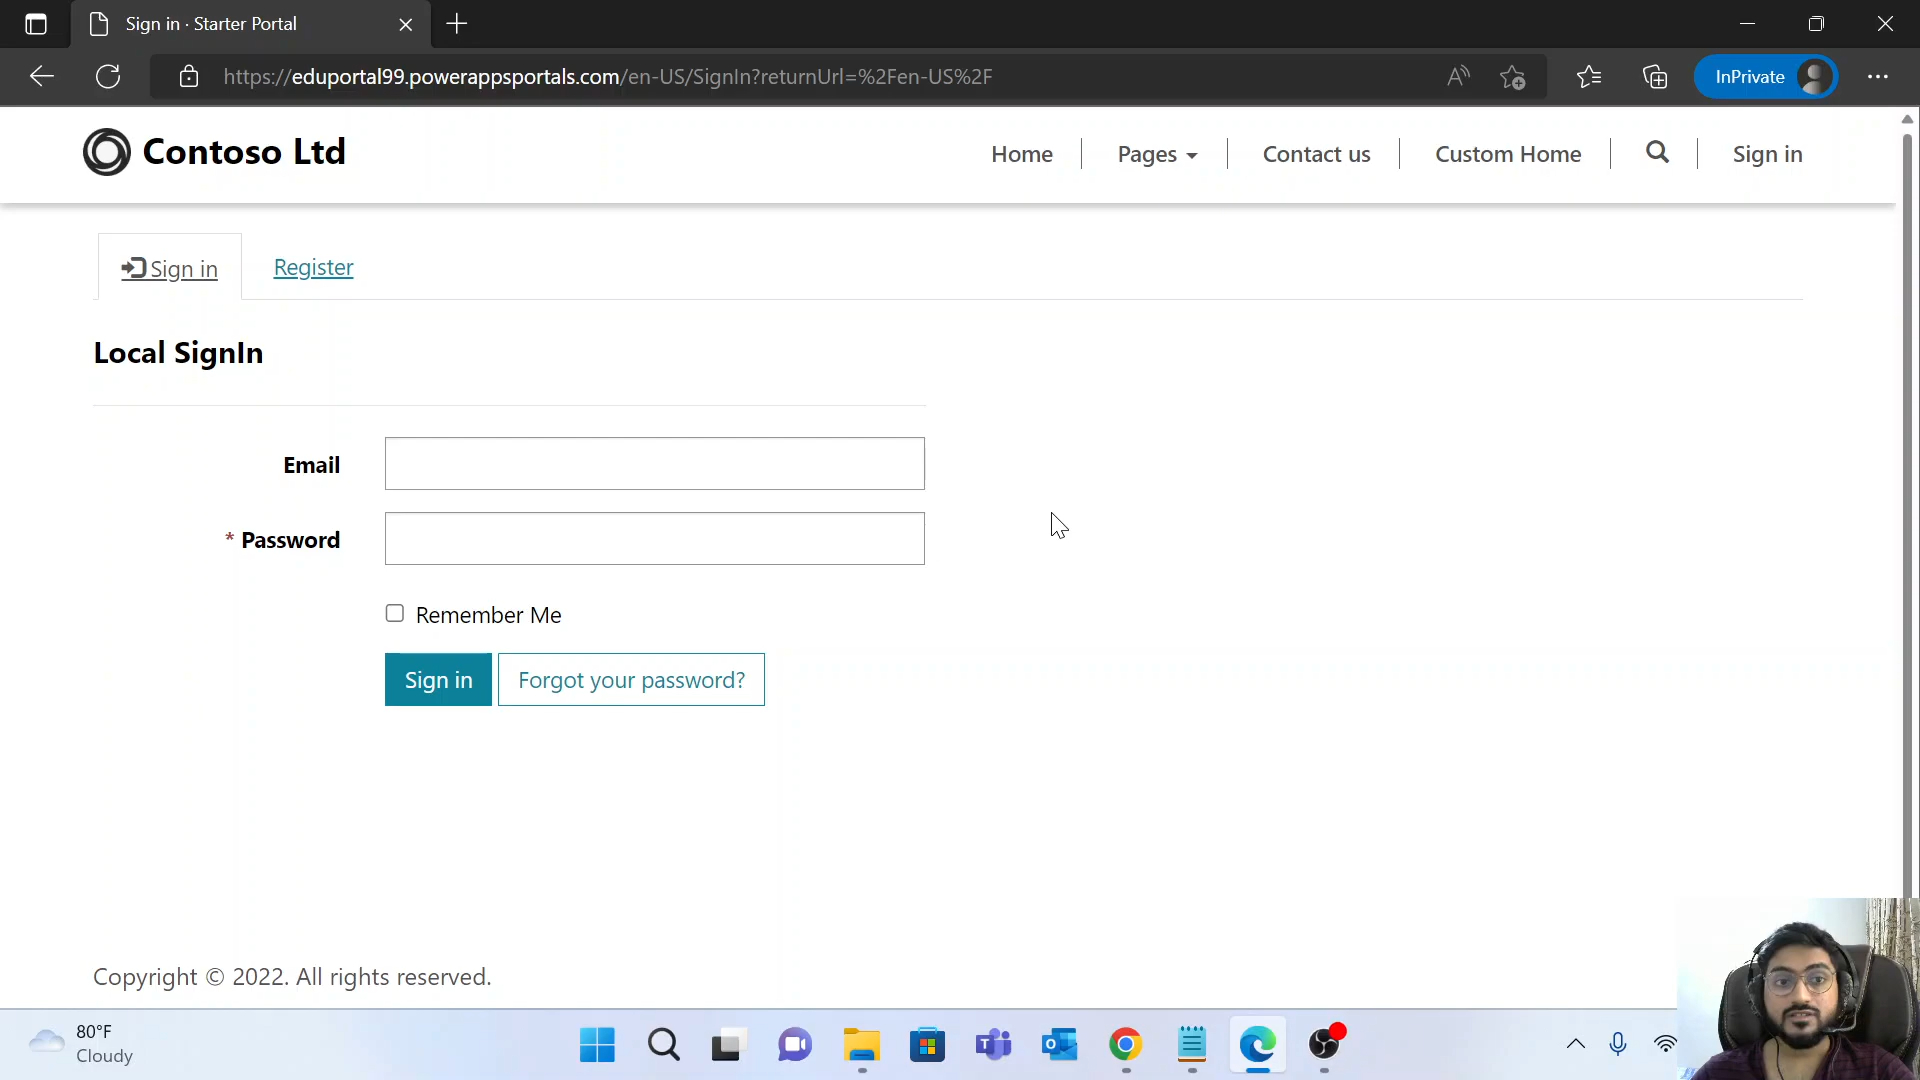 Sign in · Starter Portal
https://eduportal99.powerappsportals.com/en-US/SignIn?returnUrl=%2Fen-US%2F
InPrivate
Contoso Ltd
Home
Pages
Contact us
Custom Home
Sign in
Sign in
Register
Local SignIn
Email
* Password
Remember Me
Sign in
Forgot your password?
Copyright © 2022. All rights reserved.
80°F
Cloudy